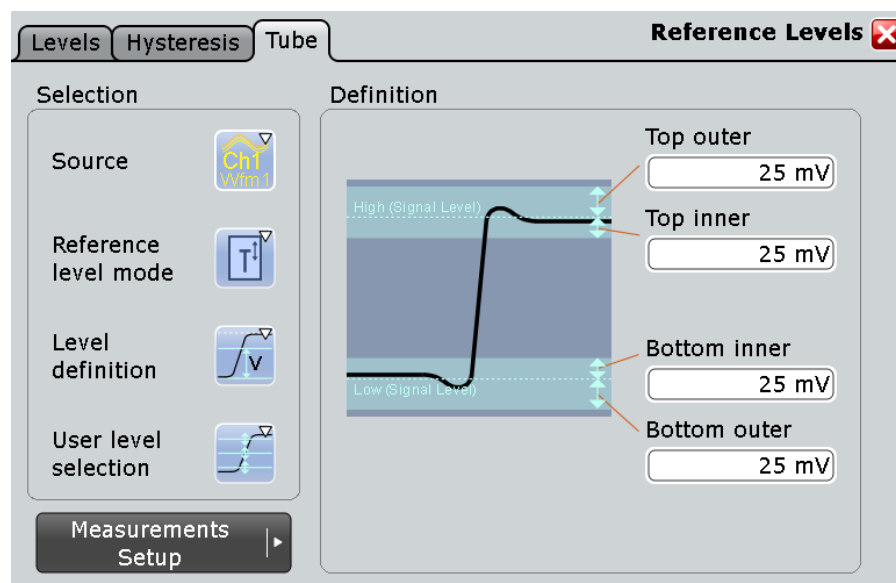 Levels
Hysteresis
Tube
Reference Levels
Selection
Source
Ch1
Wfm1
Reference
level mode
T
Level
definition
V
User level
selection
Measurements
Setup
Definition
High (Signal Level)
Low (Signal Level)
Top outer
25 mV
Top inner
25 mV
Bottom inner
25 mV
Bottom outer
25 mV